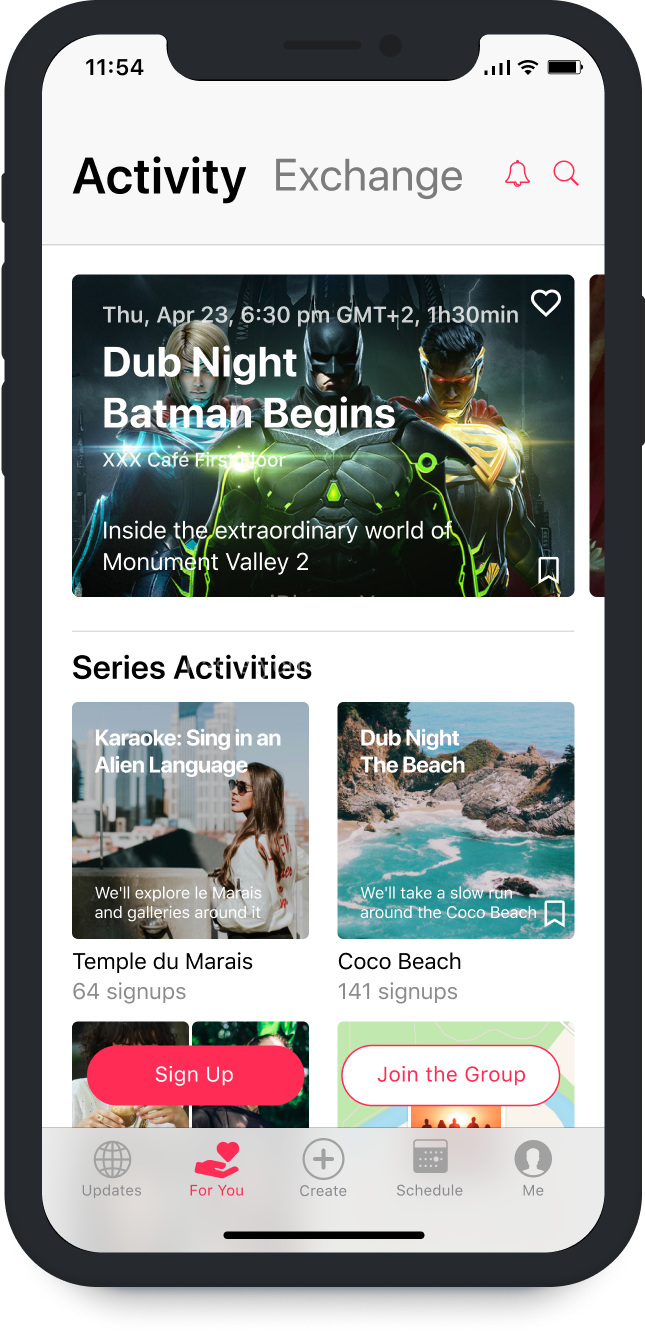 11:54
Activity Exchange
Thu, Apr 23, 6:30 pm GMT+2, 1h30min
Dub Night
Batman Begins
XXX Café First Floor
Inside the extraordinary world of
Monument Valley 2
Series Activities
Karaoke: Sing in an
Alien Language
We'll explore le Marais
and galleries around it
Temple du Marais
64 signups
Dub Night
The Beach
We'll take a slow run
around the Coco Beach
Coco Beach
141 signups
Sign Up
Join the Group
Updates
For You
Create
Schedule
Me